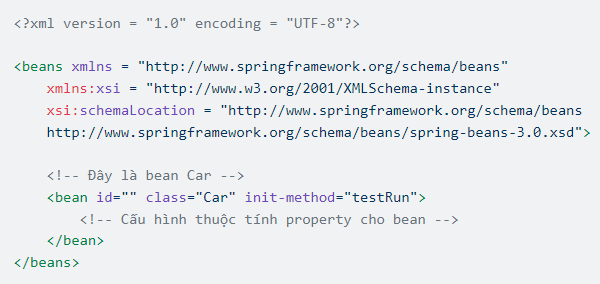 <?xml version = "1.0" encoding = "UTF-8"?>
<beans xmlns = "http://www.springframework.org/schema/beans"
xmlns:xsi = "http://www.w3.org/2001/XMLSchema-instance"
xsi:schemaLocation = "http://www.springframework.org/schema/beans
http://www.springframework.org/schema/beans/spring-beans-3.0.xsd">
<!-- Đây là bean Car -->
<bean id="" class="Car" init-method="testRun">
<!-- Cấu hình thuộc tính property cho bean -->
</bean>
</beans>